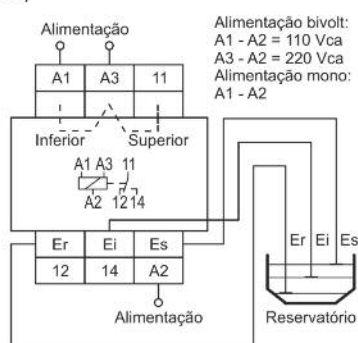 Alimentação
Alimentação bivolt:
A1 - A2 = 110 Vca
A3 - A2 = 220 Vca
Alimentação mono:
A1 - A2
A1 A3 11
Inferior Superior
A1 A3 11
A2 12 14
Er Ei Es
12 14 A2
Alimentação
Er Ei Es
Reservatório